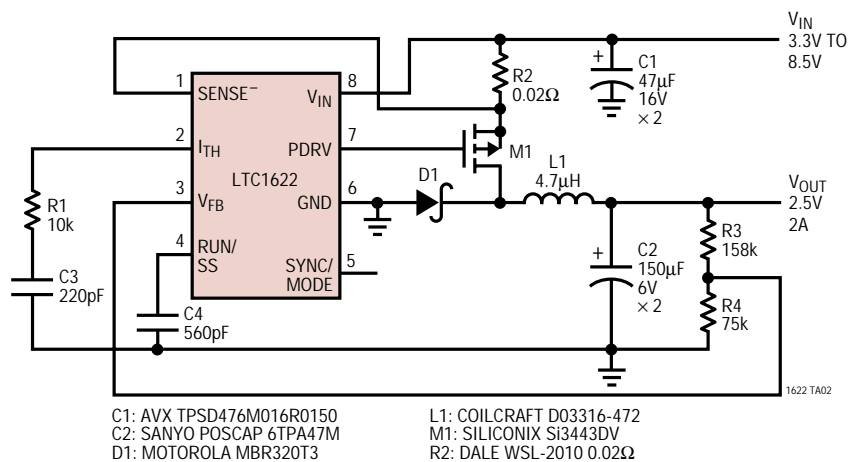 VIN
3.3V TO
8.5V
1
SENSE−
VIN
8
R2
0.02Ω
+
C1
47µF
16V
× 2
2
ITH
PDRV
7
M1
LTC1622
L1
4.7µH
D1
3
VFB
GND
6
VOUT
2.5V
2A
R1
10k
4
RUN/
SS
SYNC/
MODE
5
+
C2
150µF
6V
× 2
R3
158k
C3
220pF
C4
560pF
R4
75k
1622 TA02
C1: AVX TPSD476M016R0150
C2: SANYO POSCAP 6TPA47M
D1: MOTOROLA MBR320T3
L1: COILCRAFT D03316-472
M1: SILICONIX Si3443DV
R2: DALE WSL-2010 0.02Ω